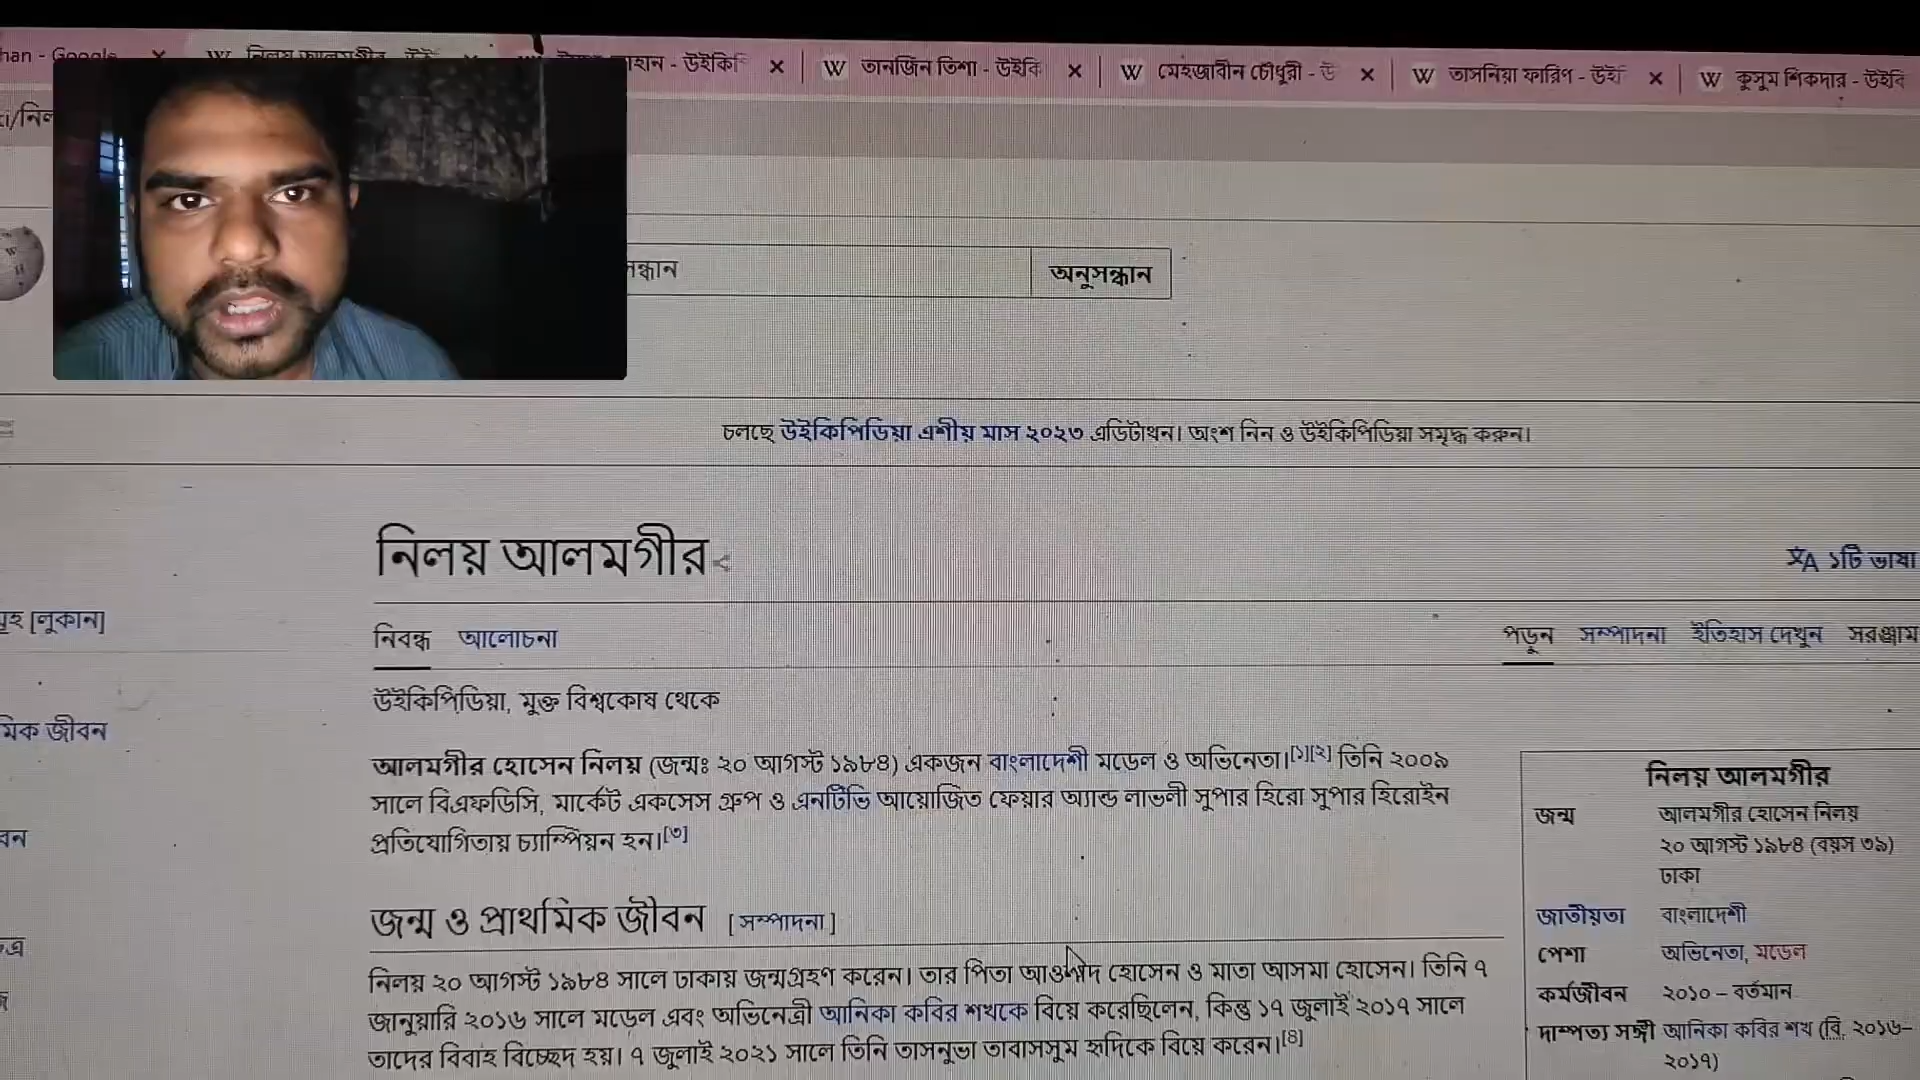 han - Google
নিলয় আলমগীর - উই
াহান - উইকি
তানজিন তিশা - উইকি
মেহজাবীন চৌধুরী - উ
তাসনিয়া ফারিণ - উই
কুসুম শিকদার - উইকি
অনুসন্ধান
চলছে উইকিপিডিয়া এশীয় মাস ২০২৩ এডিটাথন। অংশ নিন ও উইকিপিডিয়া সমৃদ্ধ করুন।
নিলয় আলমগীর
১টি ভাষা
[লুকান]
নিবন্ধ আলোচনা
পড়ুন সম্পাদনা ইতিহাস দেখুন সরঞ্জাম
উইকিপিডিয়া, মুক্ত বিশ্বকোষ থেকে
মিক জীবন
আলমগীর হোসেন নিলয় (জন্মঃ ২০ আগস্ট ১৯৮৪) একজন বাংলাদেশী মডেল ও অভিনেতা।[১][২] তিনি ২০০৯
সালে বিএফডিসি, মার্কেট একসেস গ্রুপ ও এনটিভি আয়োজিত ফেয়ার অ্যান্ড লাভলী সুপার হিরো সুপার হিরোইন
প্রতিযোগিতায় চ্যাম্পিয়ন হন।[৩]
জন্ম ও প্রাথমিক জীবন [সম্পাদনা]
নিলয় ২০ আগস্ট ১৯৮৪ সালে ঢাকায় জন্মগ্রহণ করেন। তার পিতা হোসেন ও মাতা আসমা হোসেন। তিনি ৭
জানুয়ারি ২০১৬ সালে মডেল এবং অভিনেত্রী আনিকা কবির শখকে বিয়ে করেছিলেন, কিন্তু ১৭ জুলাই ২০১৭ সালে
তাদের বিবাহ বিচ্ছেদ হয়। ৭ জুলাই ২০২১ সালে তিনি তাসনুভা তাবাসসুম হৃদিকে বিয়ে করেন।[৪]
নিলয় আলমগীর
জন্ম আলমগীর হোসেন নিলয়
২০ আগস্ট ১৯৮৪ (বয়স ৩৯)
ঢাকা
জাতীয়তা বাংলাদেশী
পেশা অভিনেতা, মডেল
কর্মজীবন ২০১০ – বর্তমান
দাম্পত্য সঙ্গী আনিকা কবির শখ (বি. ২০১৬–
২০১৭)